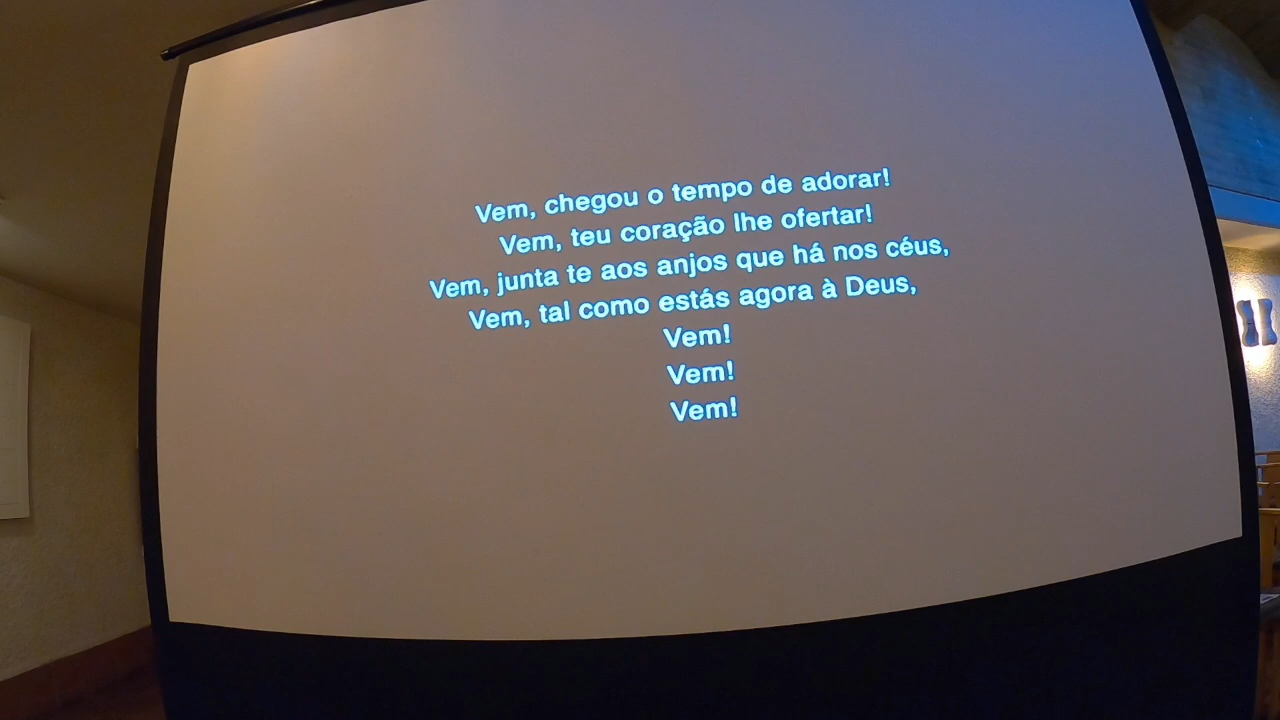 Vem, chegou o tempo de adorar!
Vem, teu coração lhe ofertar!
Vem, junta te aos anjos que há nos céus,
Vem, tal como estás agora à Deus,
Vem!
Vem!
Vem!